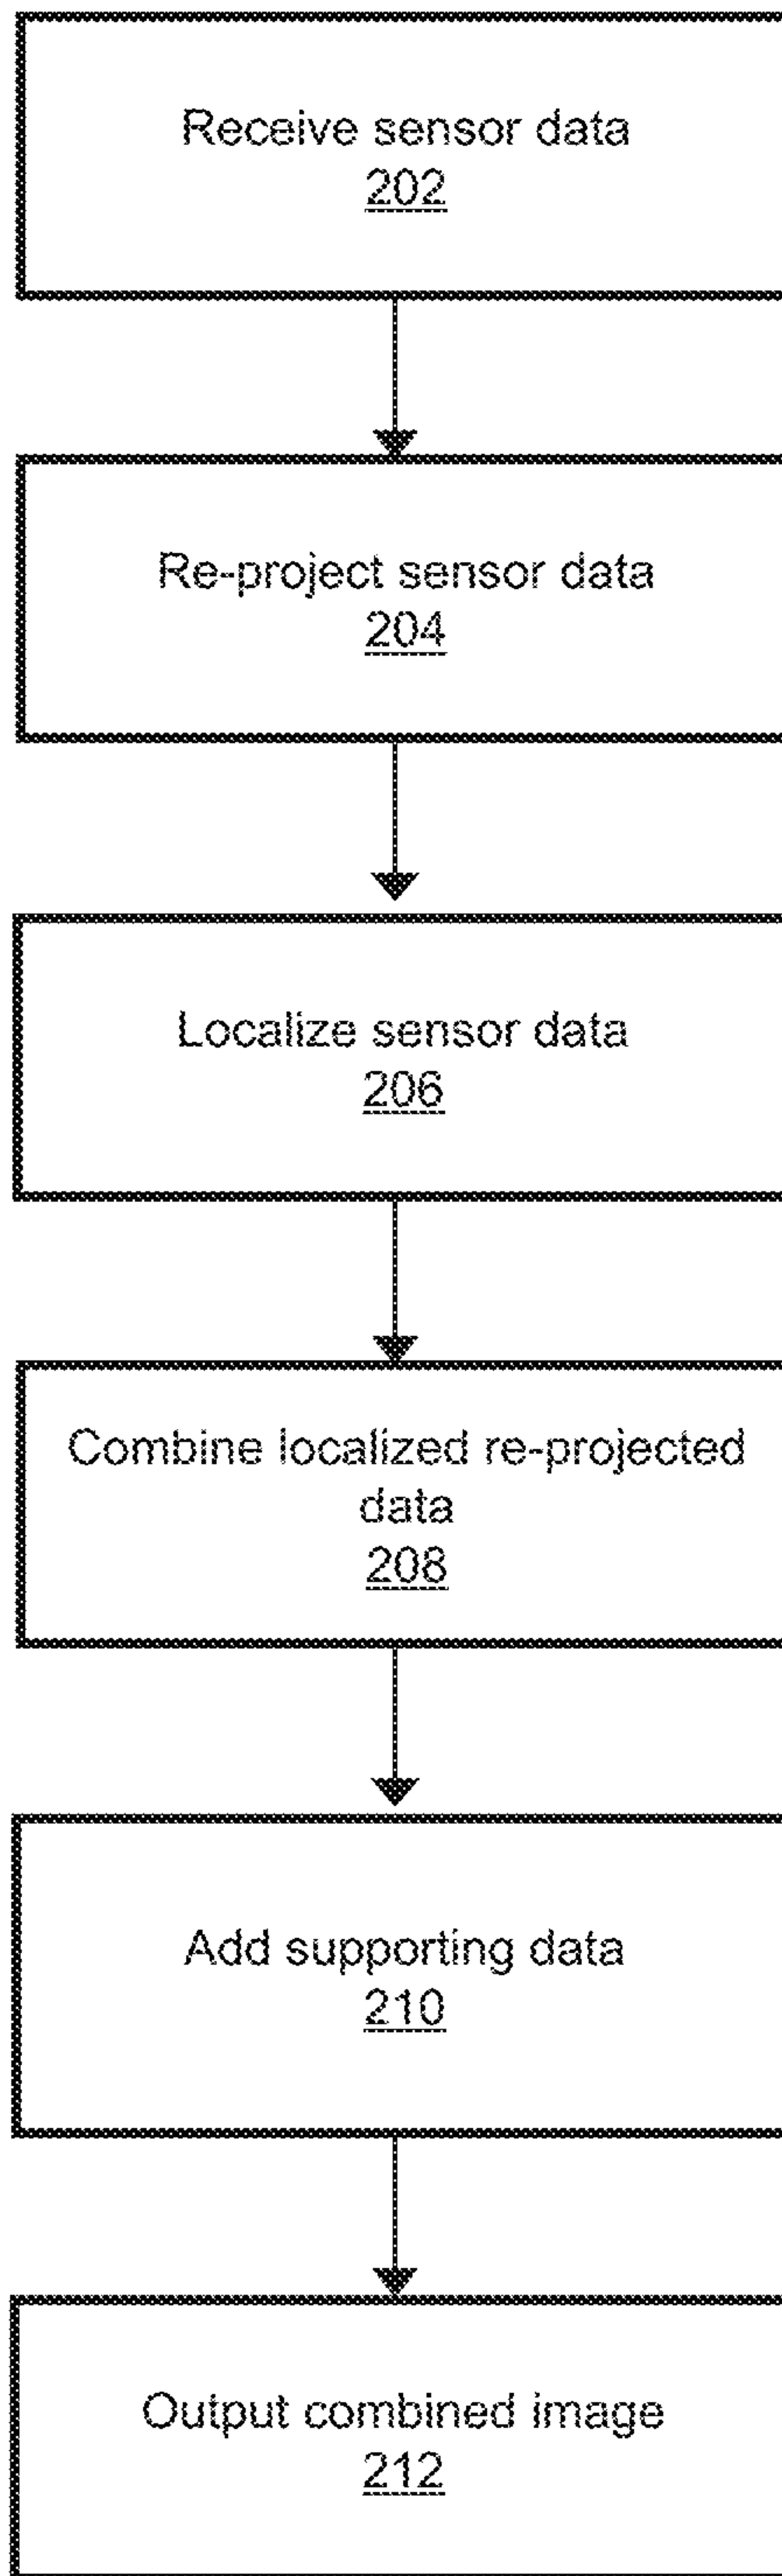 Receive sensor data
202
Re-project sensor data
204
Localize sensor data
206
Combine localized re-projected
data
208
Add supporting data
210
Output combined image
212